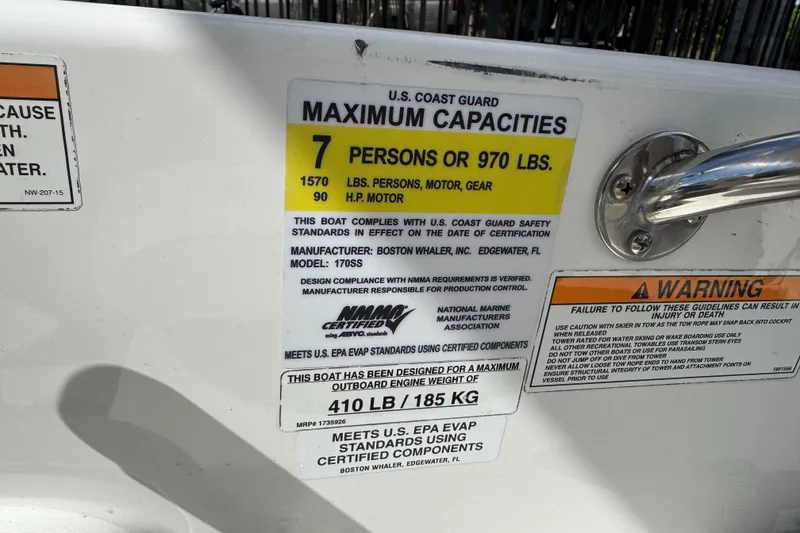 CAUSE
TH.
EN
ATER.
NW-207-15
U.S. COAST GUARD
MAXIMUM CAPACITIES
7 PERSONS OR 970 LBS.
1570 LBS. PERSONS, MOTOR, GEAR
90 H.P. MOTOR
THIS BOAT COMPLIES WITH U.S. COAST GUARD SAFETY
STANDARDS IN EFFECT ON THE DATE OF CERTIFICATION
MANUFACTURER: BOSTON WHALER, INC. EDGEWATER, FL
MODEL: 170SS
DESIGN COMPLIANCE WITH NMMA REQUIREMENTS IS VERIFIED.
MANUFACTURER RESPONSIBLE FOR PRODUCTION CONTROL.
NMMA
CERTIFIED
using ABYC. standards
NATIONAL MARINE
MANUFACTURERS
ASSOCIATION
MEETS U.S. EPA EVAP STANDARDS USING CERTIFIED COMPONENTS
THIS BOAT HAS BEEN DESIGNED FOR A MAXIMUM
OUTBOARD ENGINE WEIGHT OF
410 LB / 185 KG
MRP# 1735926
MEETS U.S. EPA EVAP
STANDARDS USING
CERTIFIED COMPONENTS
BOSTON WHALER, EDGEWATER, FL
WARNING
FAILURE TO FOLLOW THESE GUIDELINES CAN RESULT IN
INJURY OR DEATH
USE CAUTION WITH SKIER IN TOW AS THE TOW ROPE MAY SNAP BACK INTO COCKPIT
WHEN RELEASED
TOWER RATED FOR WATER SKIING OR WAKE BOARDING USE ONLY
ALL OTHER RECREATIONAL TOWABLES USE TRANSOM STERN EYES
DO NOT TOW OTHER BOATS OR USE FOR PARASAILING
DO NOT JUMP OFF OR DIVE FROM TOWER
NEVER ALLOW LOOSE TOW ROPE ENDS TO HANG FROM TOWER
ENSURE STRUCTURAL INTEGRITY OF TOWER AND ATTACHMENT POINTS ON
VESSEL PRIOR TO USE